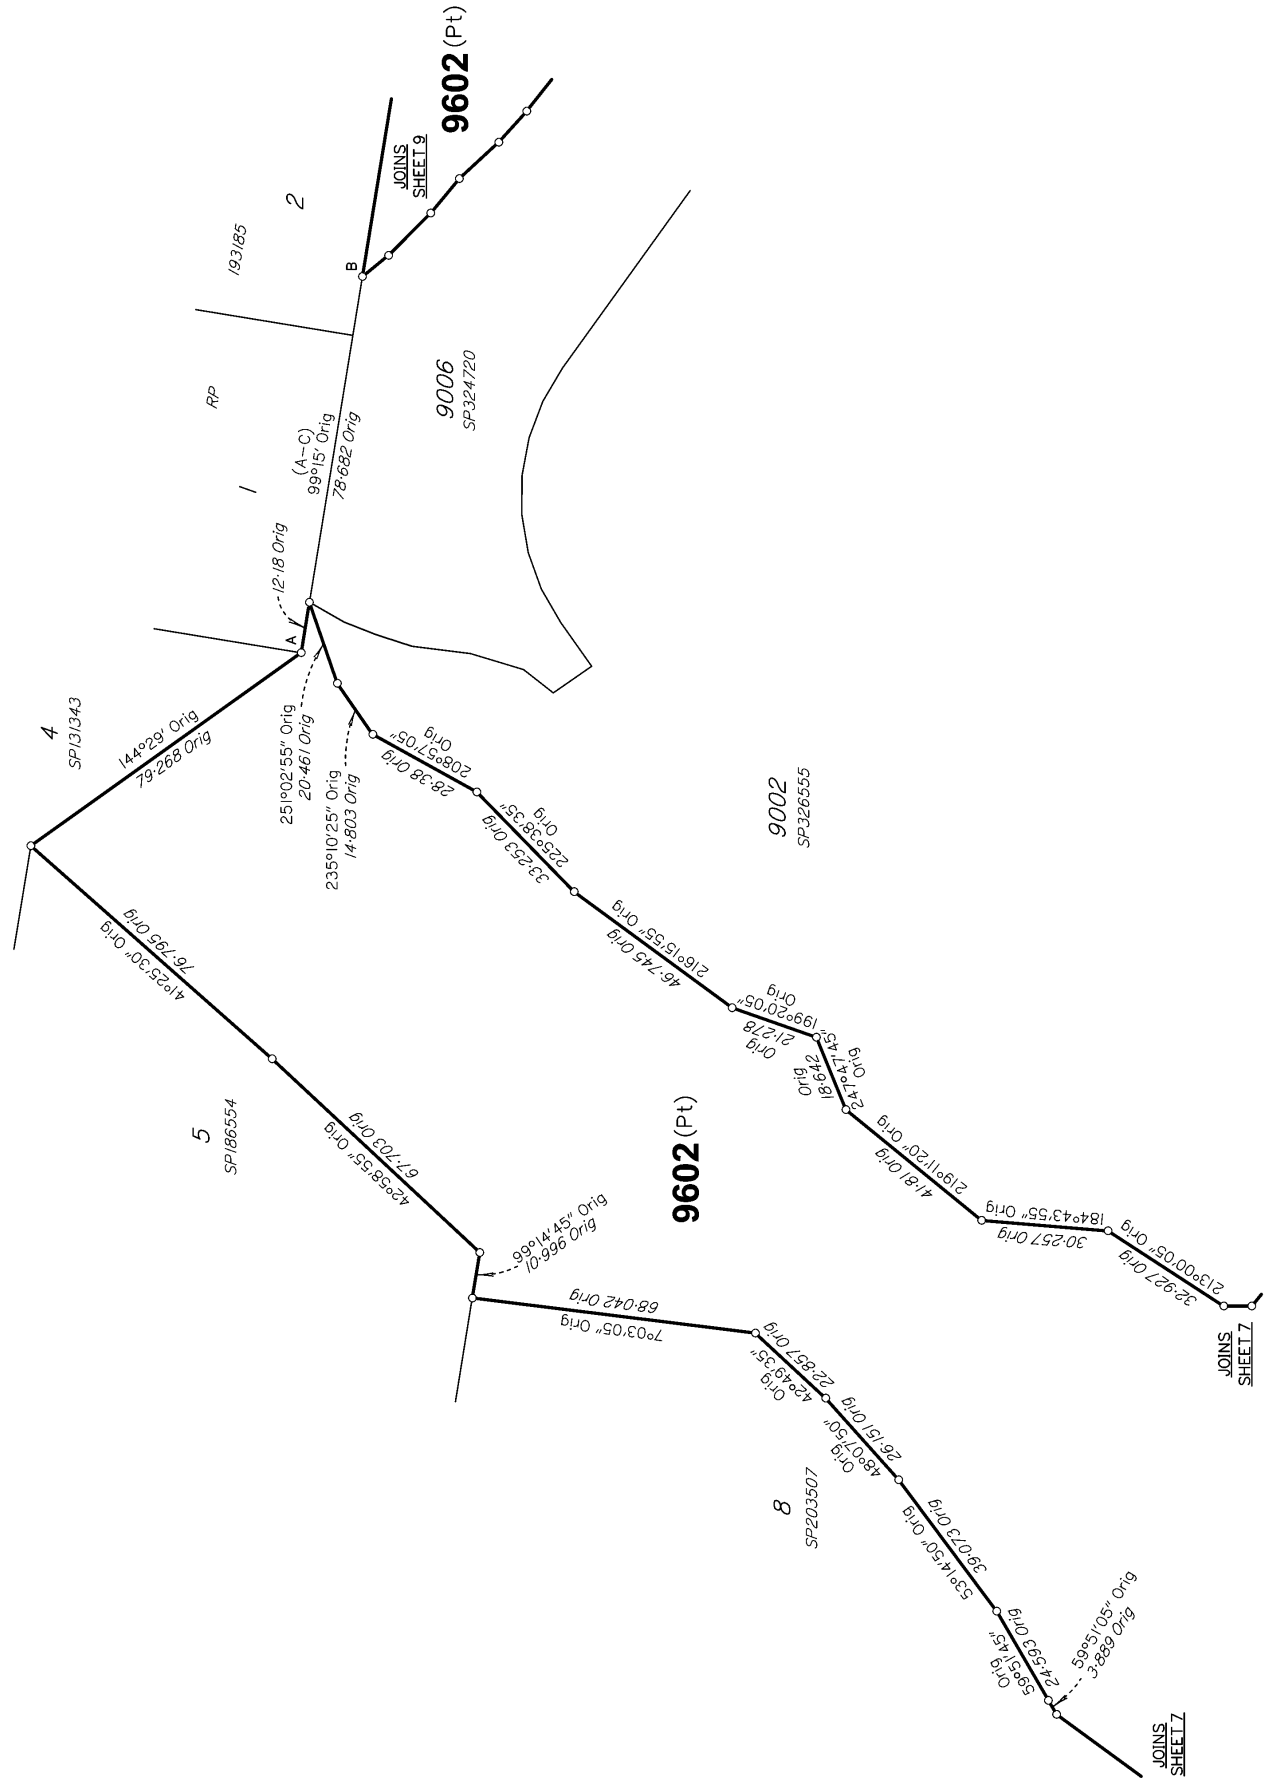 9602 (Pt)
JOINS
SHEET 9
2
193185
B
RP
1
9006
SP324720
(A-C)
99°15' Orig
78·682 Orig
12·18 Orig
A
4
SP131343
144°29' Orig
79·268 Orig
251°02'55" Orig
20·461 Orig
235°10'25" Orig
14·803 Orig
208°57'05"
Orig
28·38 Orig
225°38'35"
Orig
33·253 Orig
9002
SP326555
216°15'55" Orig
46·745 Orig
199°20'05"
Orig
21·278
Orig
247°47'45"
Orig
18·642
Orig
219°11'20" Orig
41·81 Orig
184°43'55" Orig
30·257 Orig
213°00'05" Orig
32·927 Orig
JOINS
SHEET 7
41°25'30" Orig
76·795 Orig
5
SP186554
42°58'55" Orig
67·703 Orig
9602 (Pt)
99°14'45" Orig
10·996 Orig
7°03'05" Orig
68·042 Orig
42°49'35"
Orig
22·857 Orig
48°07'50"
Orig
26·151 Orig
8
SP203507
53°14'50" Orig
39·073 Orig
59°51'45"
Orig
24·593 Orig
59°51'05" Orig
3·889 Orig
JOINS
SHEET 7